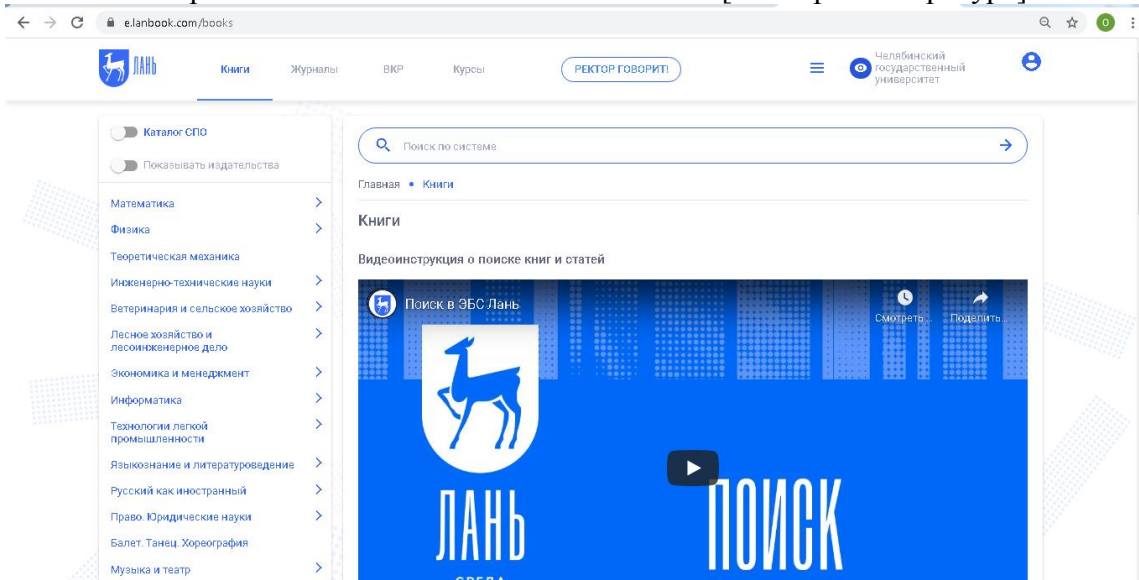 e.lanbook.com/books
О
ЛАНЬ
Книги
Журналы
ВКР
Курсы
РЕКТОР ГОВОРИТ!
Челябинский
государственный
университет
Каталог СПО
Показывать издательства
Математика
Физика
Теоретическая механика
Инженерно-технические науки
Ветеринария и сельское хозяйство
Лесное хозяйство и
лесоинженерное дело
Экономика и менеджмент
Информатика
Технологии легкой
промышленности
Языкознание и литературоведение
Русский как иностранный
Право. Юридические науки
Балет. Танец. Хореография
Музыка и театр
Поиск по системе
Главная • Книги
Книги
Видеоинструкция о поиске книг и статей
Поиск в ЭБС Лань
Смотреть...
Поделить...
ЛАНЬ
ПОИСК